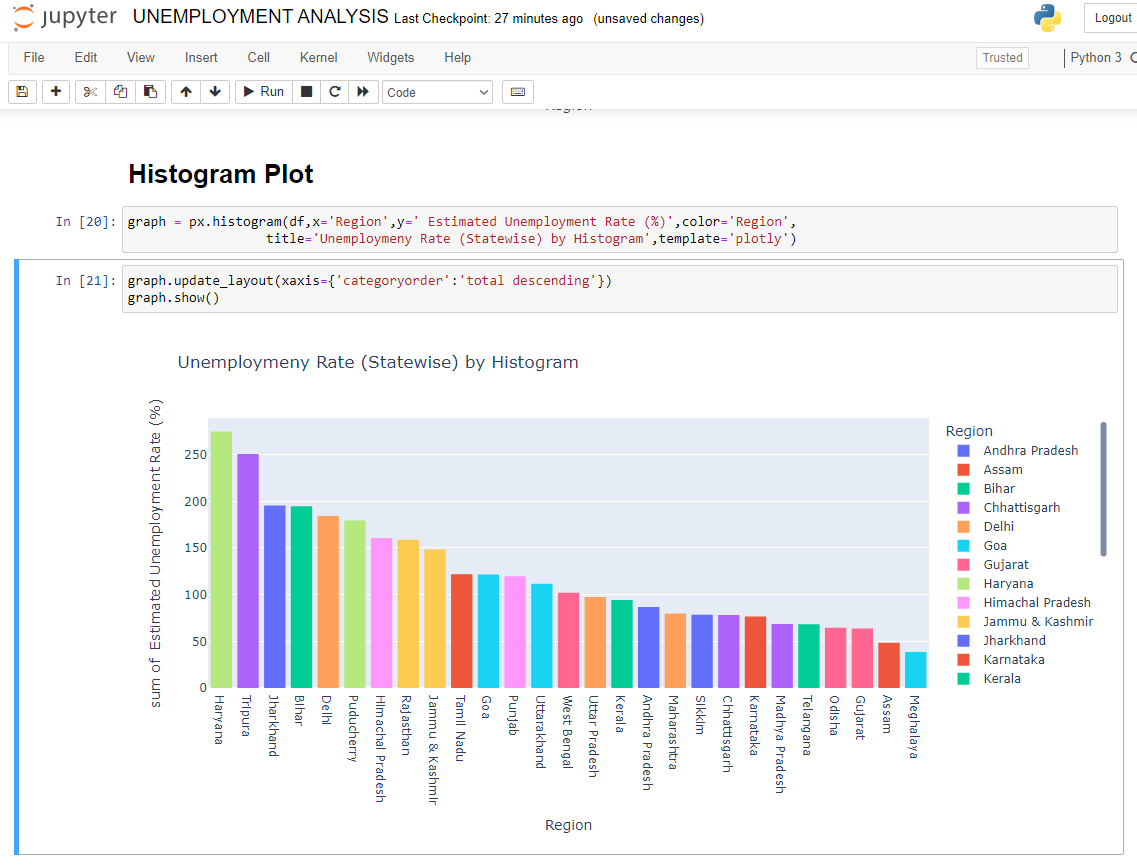 jupyter UNEMPLOYMENT ANALYSIS Last Checkpoint: 27 minutes ago (unsaved changes) Logout
File Edit View Insert Cell Kernel Widgets Help Trusted Python 3
Run Code
Histogram Plot
In [20]: graph = px.histogram(df,x='Region',y=' Estimated Unemployment Rate (%)',color='Region',
title='Unemploymeny Rate (Statewise) by Histogram',template='plotly')
In [21]: graph.update_layout(xaxis={'categoryorder':'total descending'})
graph.show()
Unemploymeny Rate (Statewise) by Histogram
sum of Estimated Unemployment Rate (%)
250
200
150
100
50
0
Haryana
Tripura
Jharkhand
Bihar
Delhi
Puducherry
Himachal Pradesh
Rajasthan
Jammu & Kashmir
Tamil Nadu
Goa
Punjab
Uttarakhand
West Bengal
Uttar Pradesh
Kerala
Andhra Pradesh
Maharashtra
Sikkim
Chhattisgarh
Karnataka
Madhya Pradesh
Telangana
Odisha
Gujarat
Assam
Meghalaya
Region
Region
Andhra Pradesh
Assam
Bihar
Chhattisgarh
Delhi
Goa
Gujarat
Haryana
Himachal Pradesh
Jammu & Kashmir
Jharkhand
Karnataka
Kerala